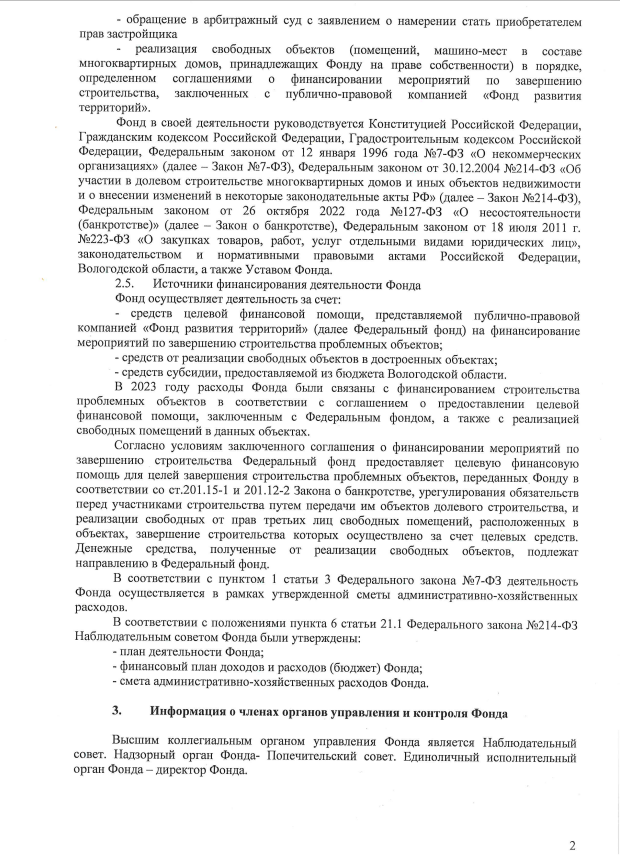 - обращение в арбитражный суд с заявлением о намерении стать приобретателем
прав застройщика
- реализация свободных объектов (помещений, машино-мест в составе
многоквартирных домов, принадлежащих Фонду на праве собственности) в порядке,
определенном соглашениями о финансировании мероприятий по завершению
строительства, заключенных с публично-правовой компанией «Фонд развития
территорий».
Фонд в своей деятельности руководствуется Конституцией Российской Федерации,
Гражданским кодексом Российской Федерации, Градостроительным кодексом Российской
Федерации, Федеральным законом от 12 января 1996 года №7-ФЗ «О некоммерческих
организациях» (далее – Закон №7-ФЗ), Федеральным законом от 30.12.2004 №214-ФЗ «Об
участии в долевом строительстве многоквартирных домов и иных объектов недвижимости
и о внесении изменений в некоторые законодательные акты РФ» (далее – Закон №214-ФЗ),
Федеральным законом от 26 октября 2022 года №127-ФЗ «О несостоятельности
(банкротстве)» (далее – Закон о банкротстве), Федеральным законом от 18 июля 2011 г.
№223-ФЗ «О закупках товаров, работ, услуг отдельными видами юридических лиц»,
законодательством и нормативными правовыми актами Российской Федерации,
Вологодской области, а также Уставом Фонда.
2.5. Источники финансирования деятельности Фонда
Фонд осуществляет деятельность за счет:
- средств целевой финансовой помощи, представляемой публично-правовой
компанией «Фонд развития территорий» (далее Федеральный фонд) на финансирование
мероприятий по завершению строительства проблемных объектов;
- средств от реализации свободных объектов в достроенных объектах;
- средств субсидии, предоставляемой из бюджета Вологодской области.
В 2023 году расходы Фонда были связаны с финансированием строительства
проблемных объектов в соответствии с соглашением о предоставлении целевой
финансовой помощи, заключенным с Федеральным фондом, а также с реализацией
свободных помещений в данных объектах.
Согласно условиям заключенного соглашения о финансировании мероприятий по
завершению строительства Федеральный фонд предоставляет целевую финансовую
помощь для целей завершения строительства проблемных объектов, переданных Фонду в
соответствии со ст.201.15-1 и 201.12-2 Закона о банкротстве, урегулирования обязательств
перед участниками строительства путем передачи им объектов долевого строительства, и
реализации свободных от прав третьих лиц свободных помещений, расположенных в
объектах, завершение строительства которых осуществлено за счет целевых средств.
Денежные средства, полученные от реализации свободных объектов, подлежат
направлению в Федеральный фонд.
В соответствии с пунктом 1 статьи 3 Федерального закона №7-ФЗ деятельность
Фонда осуществляется в рамках утвержденной сметы административно-хозяйственных
расходов.
В соответствии с положениями пункта 6 статьи 21.1 Федерального закона №214-ФЗ
Наблюдательным советом Фонда были утверждены:
- план деятельности Фонда;
- финансовый план доходов и расходов (бюджет) Фонда;
- смета административно-хозяйственных расходов Фонда.
3. Информация о членах органов управления и контроля Фонда
Высшим коллегиальным органом управления Фонда является Наблюдательный
совет. Надзорный орган Фонда- Попечительский совет. Единоличный исполнительный
орган Фонда – директор Фонда.
2